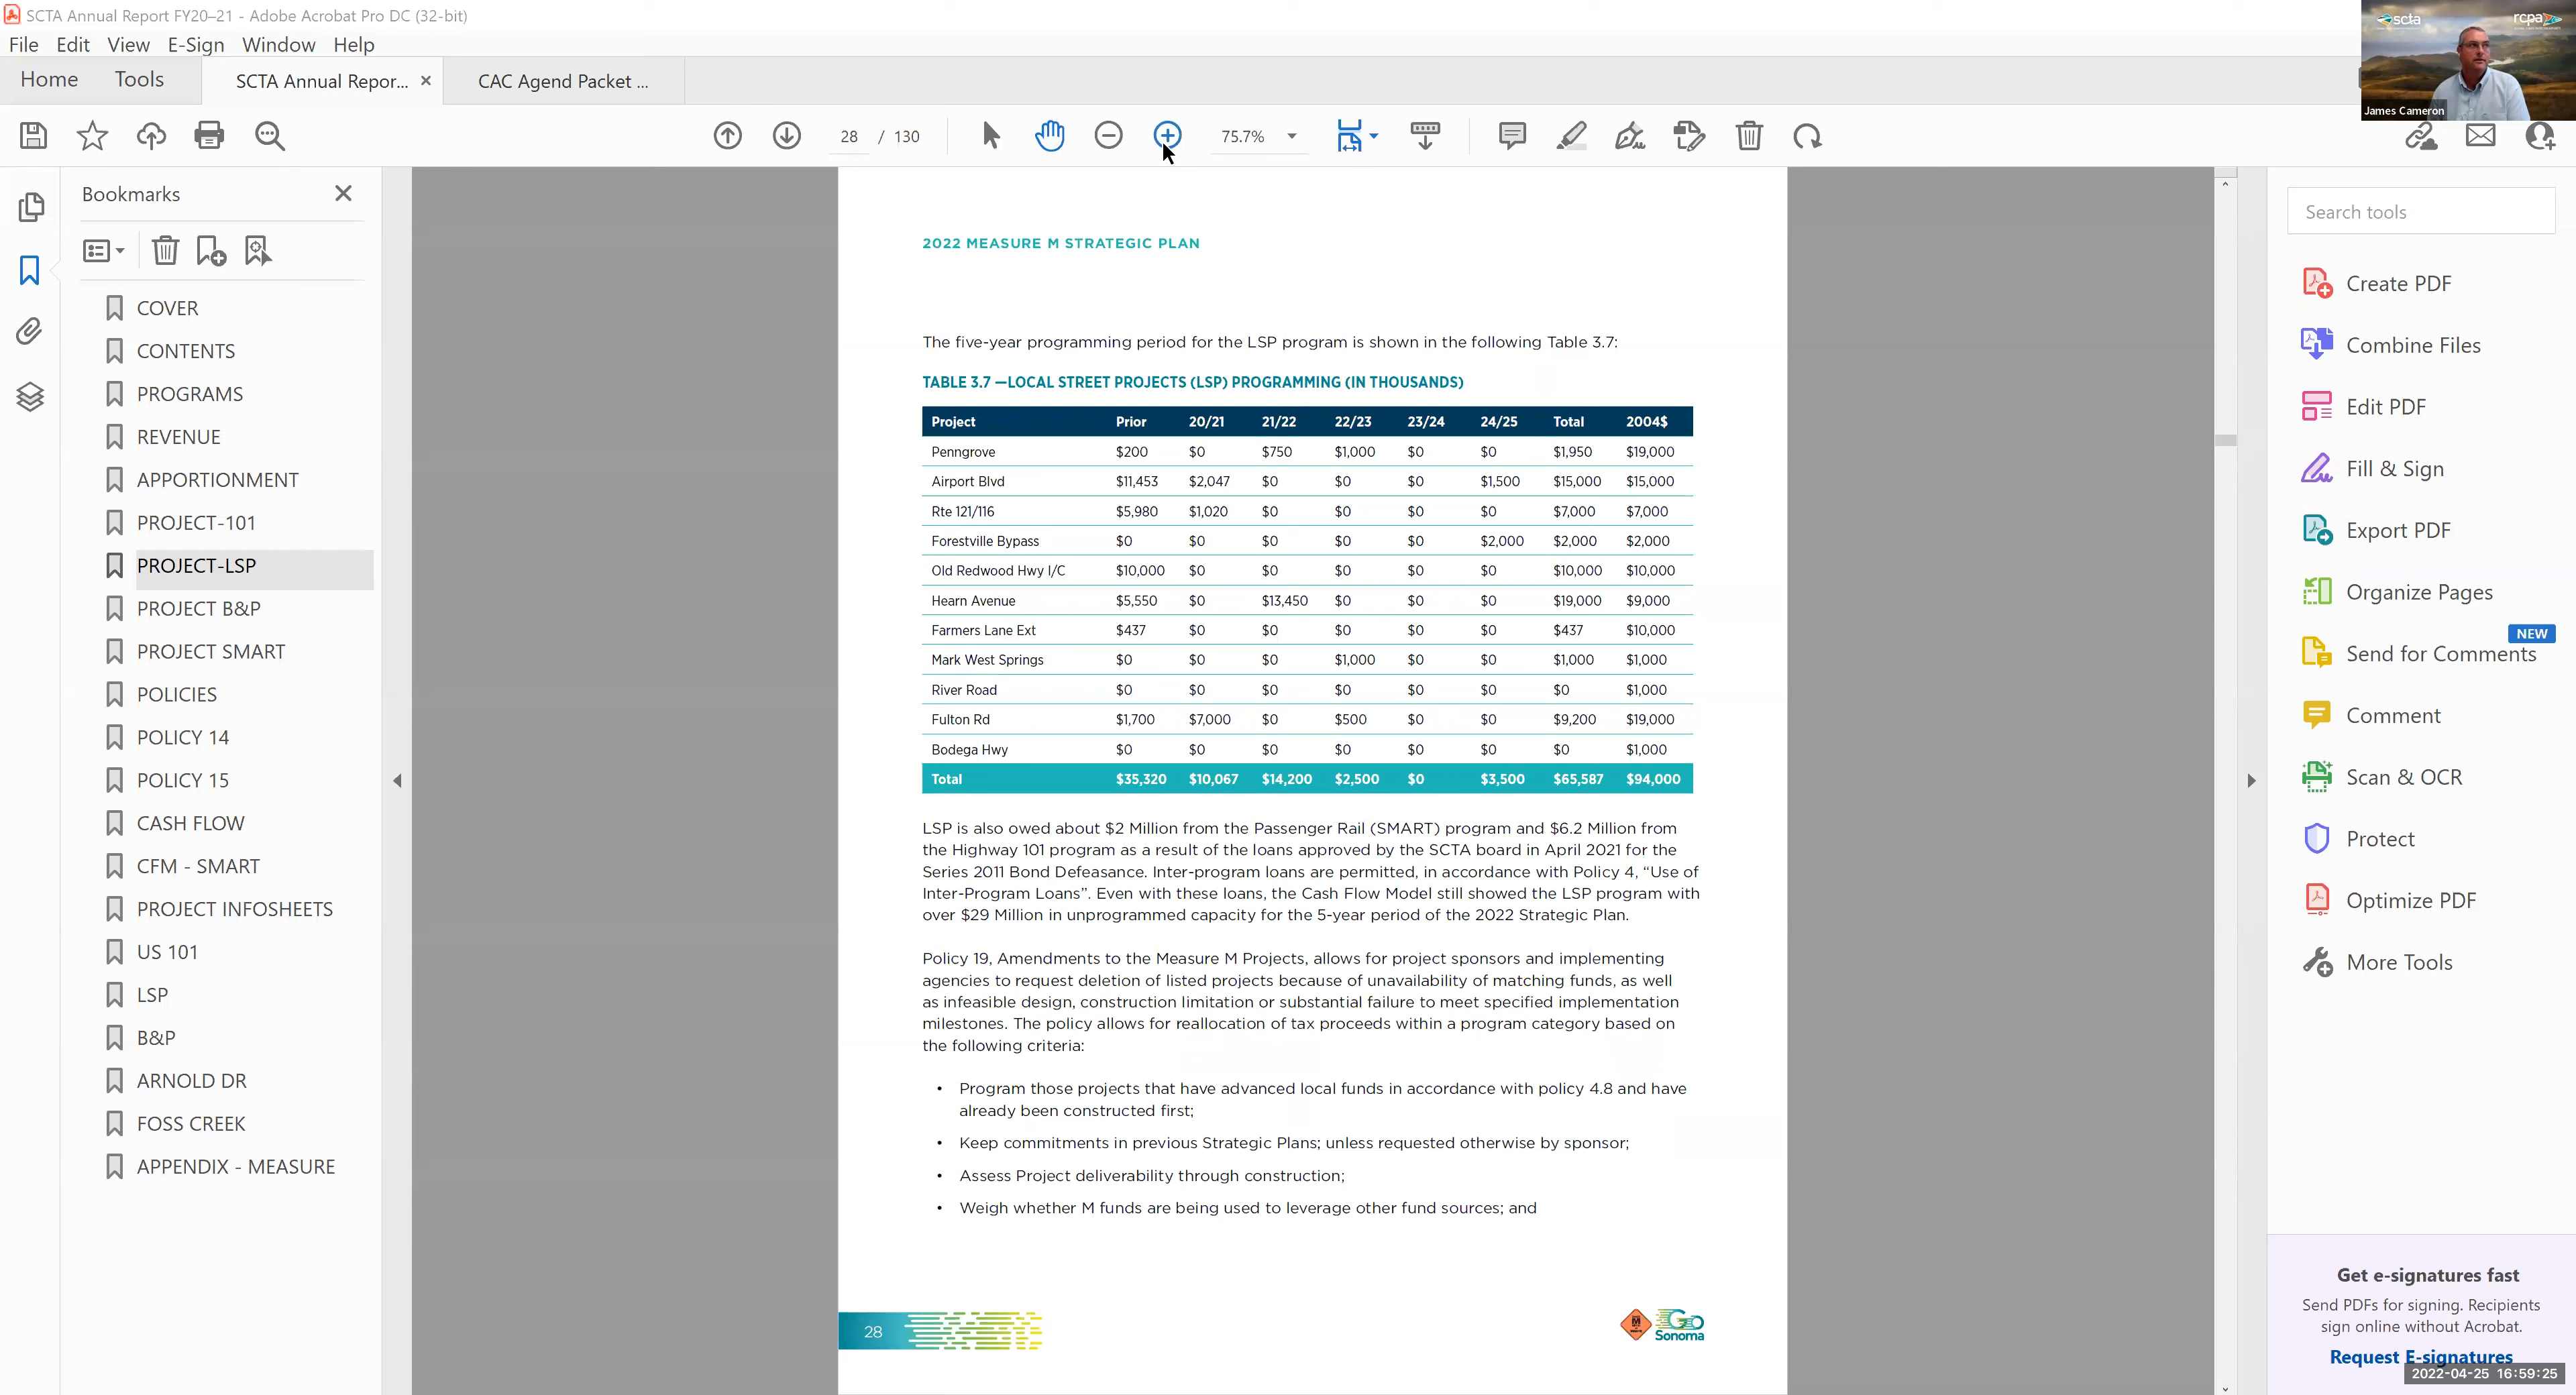 SCTA Annual Report FY20–21 - Adobe Acrobat Pro DC (32-bit)
File Edit View E-Sign Window Help
Home Tools SCTA Annual Repor... × CAC Agend Packet ...
scta rcpa
James Cameron
28 / 130 75.7%
Bookmarks
COVER
CONTENTS
PROGRAMS
REVENUE
APPORTIONMENT
PROJECT-101
PROJECT-LSP
PROJECT B&P
PROJECT SMART
POLICIES
POLICY 14
POLICY 15
CASH FLOW
CFM - SMART
PROJECT INFOSHEETS
US 101
LSP
B&P
ARNOLD DR
FOSS CREEK
APPENDIX - MEASURE
2022 MEASURE M STRATEGIC PLAN
The five-year programming period for the LSP program is shown in the following Table 3.7:
TABLE 3.7 —LOCAL STREET PROJECTS (LSP) PROGRAMMING (IN THOUSANDS)
Project Prior 20/21 21/22 22/23 23/24 24/25 Total 2004$
Penngrove $200 $0 $750 $1,000 $0 $0 $1,950 $19,000
Airport Blvd $11,453 $2,047 $0 $0 $0 $1,500 $15,000 $15,000
Rte 121/116 $5,980 $1,020 $0 $0 $0 $0 $7,000 $7,000
Forestville Bypass $0 $0 $0 $0 $0 $2,000 $2,000 $2,000
Old Redwood Hwy I/C $10,000 $0 $0 $0 $0 $0 $10,000 $10,000
Hearn Avenue $5,550 $0 $13,450 $0 $0 $0 $19,000 $9,000
Farmers Lane Ext $437 $0 $0 $0 $0 $0 $437 $10,000
Mark West Springs $0 $0 $0 $1,000 $0 $0 $1,000 $1,000
River Road $0 $0 $0 $0 $0 $0 $0 $1,000
Fulton Rd $1,700 $7,000 $0 $500 $0 $0 $9,200 $19,000
Bodega Hwy $0 $0 $0 $0 $0 $0 $0 $1,000
Total $35,320 $10,067 $14,200 $2,500 $0 $3,500 $65,587 $94,000
LSP is also owed about $2 Million from the Passenger Rail (SMART) program and $6.2 Million from
the Highway 101 program as a result of the loans approved by the SCTA board in April 2021 for the
Series 2011 Bond Defeasance. Inter-program loans are permitted, in accordance with Policy 4, “Use of
Inter-Program Loans”. Even with these loans, the Cash Flow Model still showed the LSP program with
over $29 Million in unprogrammed capacity for the 5-year period of the 2022 Strategic Plan.
Policy 19, Amendments to the Measure M Projects, allows for project sponsors and implementing
agencies to request deletion of listed projects because of unavailability of matching funds, as well
as infeasible design, construction limitation or substantial failure to meet specified implementation
milestones. The policy allows for reallocation of tax proceeds within a program category based on
the following criteria:
• Program those projects that have advanced local funds in accordance with policy 4.8 and have
already been constructed first;
• Keep commitments in previous Strategic Plans; unless requested otherwise by sponsor;
• Assess Project deliverability through construction;
• Weigh whether M funds are being used to leverage other fund sources; and
28
Go
Sonoma
Search tools
Create PDF
Combine Files
Edit PDF
Fill & Sign
Export PDF
Organize Pages
NEW
Send for Comments
Comment
Scan & OCR
Protect
Optimize PDF
More Tools
Get e-signatures fast
Send PDFs for signing. Recipients
sign online without Acrobat.
Request E-signatures
2022-04-25 16:59:25